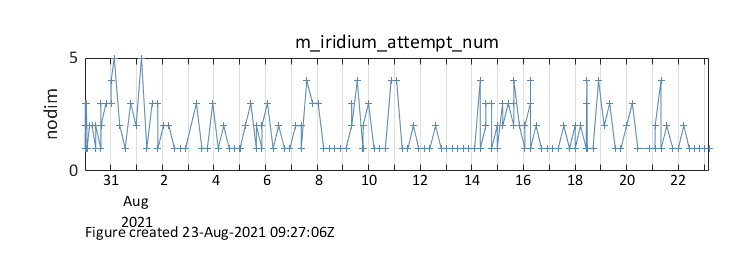 m_iridium_attempt_num
5
nodim
0
31 2 4 6 8 10 12 14 16 18 20 22
Aug
2021
Figure created 23-Aug-2021 09:27:06Z